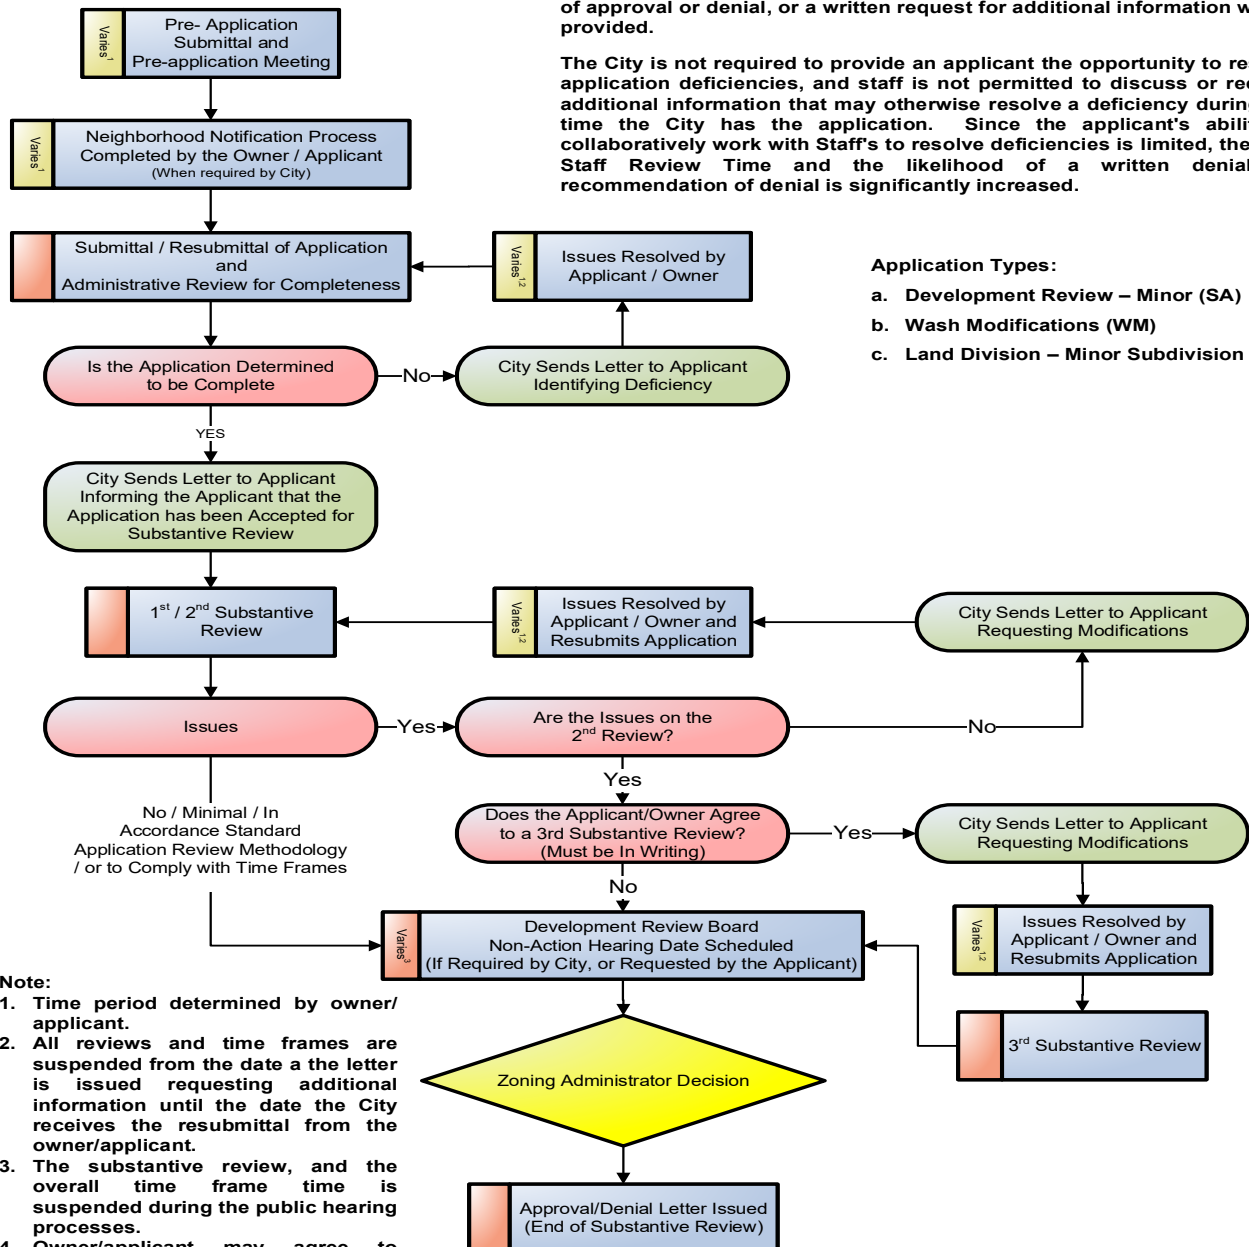 of approval or denial, or a written request for additional information w
provided.
The City is not required to provide an applicant the opportunity to re
application deficiencies, and staff is not permitted to discuss or re
additional information that may otherwise resolve a deficiency during
time the City has the application. Since the applicant's abilit
collaboratively work with Staff's to resolve deficiencies is limited, the
Staff Review Time and the likelihood of a written denial
recommendation of denial is significantly increased.
Varies1
Pre- Application
Submittal and
Pre-application Meeting
Varies1
Neighborhood Notification Process
Completed by the Owner / Applicant
(When required by City)
Submittal / Resubmittal of Application
and
Administrative Review for Completeness
Varies1,2
Issues Resolved by
Applicant / Owner
Application Types:
a. Development Review – Minor (SA)
b. Wash Modifications (WM)
c. Land Division – Minor Subdivision
Is the Application Determined
to be Complete
No
City Sends Letter to Applicant
Identifying Deficiency
YES
City Sends Letter to Applicant
Informing the Applicant that the
Application has been Accepted for
Substantive Review
1st / 2nd Substantive
Review
Varies1,2
Issues Resolved by
Applicant / Owner and
Resubmits Application
City Sends Letter to Applicant
Requesting Modifications
Issues
Yes
Are the Issues on the
2nd Review?
No
Yes
No / Minimal / In
Accordance Standard
Application Review Methodology
/ or to Comply with Time Frames
Does the Applicant/Owner Agree
to a 3rd Substantive Review?
(Must be In Writing)
Yes
City Sends Letter to Applicant
Requesting Modifications
No
Varies3
Development Review Board
Non-Action Hearing Date Scheduled
(If Required by City, or Requested by the Applicant)
Varies1,2
Issues Resolved by
Applicant / Owner and
Resubmits Application
3rd Substantive Review
Zoning Administrator Decision
Approval/Denial Letter Issued
(End of Substantive Review)
Note:
1. Time period determined by owner/
applicant.
2. All reviews and time frames are
suspended from the date a the letter
is issued requesting additional
information until the date the City
receives the resubmittal from the
owner/applicant.
3. The substantive review, and the
overall time frame time is
suspended during the public hearing
processes.
4. Owner/applicant may agree to